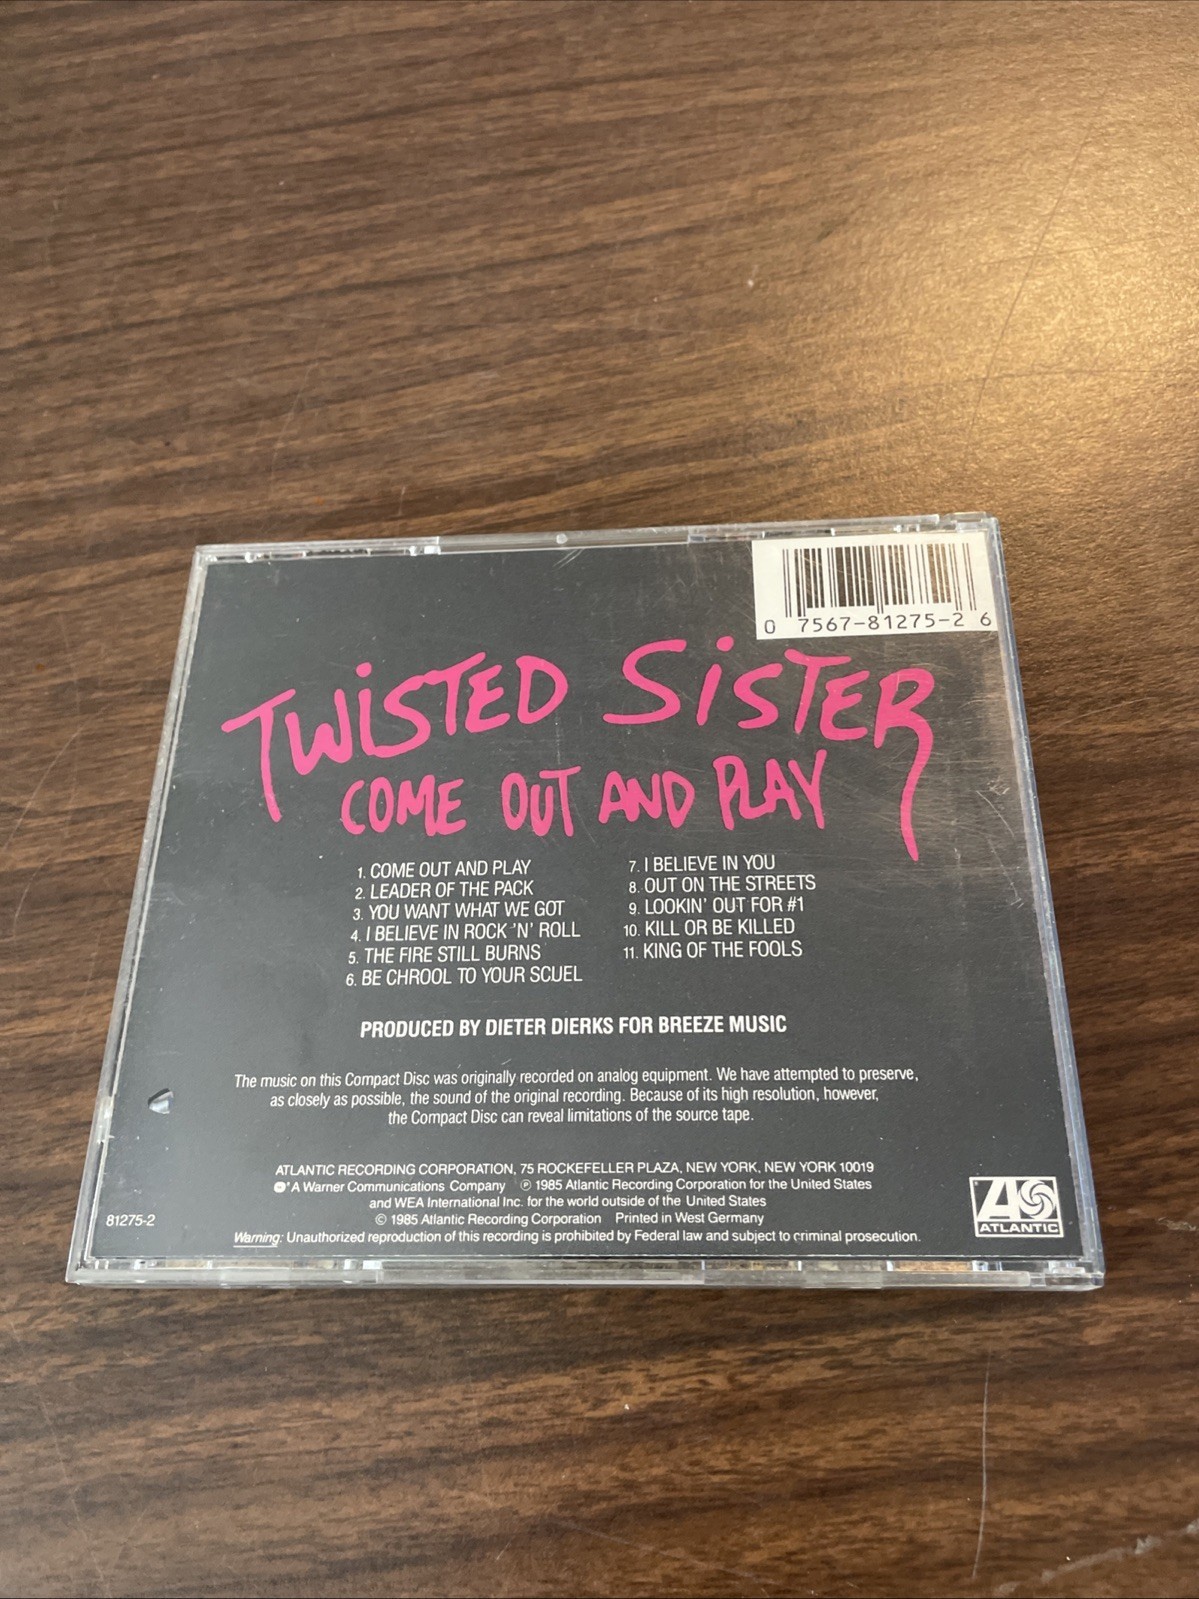 0 7567-81275-2 6
TWISTED SISTER
COME OUT AND PLAY
1. COME OUT AND PLAY
2. LEADER OF THE PACK
3. YOU WANT WHAT WE GOT
4. I BELIEVE IN ROCK 'N' ROLL
5. THE FIRE STILL BURNS
6. BE CHROOL TO YOUR SCUEL
7. I BELIEVE IN YOU
8. OUT ON THE STREETS
9. LOOKIN' OUT FOR #1
10. KILL OR BE KILLED
11. KING OF THE FOOLS
PRODUCED BY DIETER DIERKS FOR BREEZE MUSIC
The music on this Compact Disc was originally recorded on analog equipment. We have attempted to preserve,
as closely as possible, the sound of the original recording. Because of its high resolution, however,
the Compact Disc can reveal limitations of the source tape.
ATLANTIC RECORDING CORPORATION, 75 ROCKEFELLER PLAZA, NEW YORK, NEW YORK 10019
A Warner Communications Company ℗ 1985 Atlantic Recording Corporation for the United States
and WEA International Inc. for the world outside of the United States
© 1985 Atlantic Recording Corporation Printed in West Germany
Warning: Unauthorized reproduction of this recording is prohibited by Federal law and subject to criminal prosecution.
81275-2
ATLANTIC